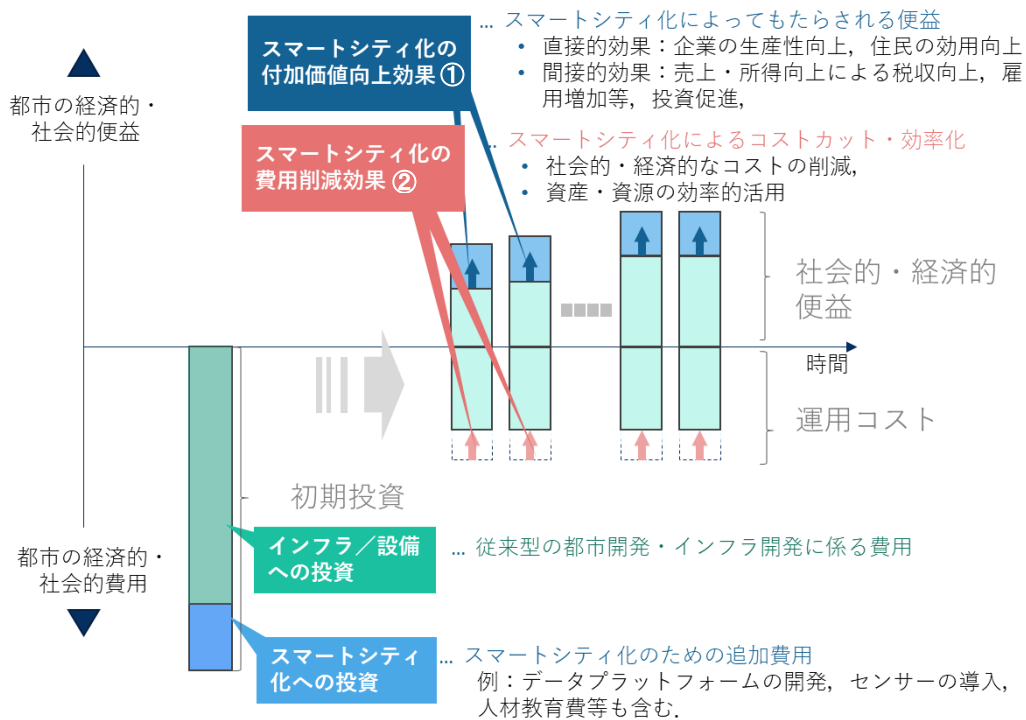 スマートシティ化の
付加価値向上効果①
… スマートシティ化によってもたらされる便益
• 直接的効果：企業の生産性向上，住民の効用向上
• 間接的効果：売上・所得向上による税収向上，雇
用増加等，投資促進,
都市の経済的・
社会的便益
スマートシティ化の
費用削減効果②
… スマートシティ化によるコストカット・効率化
• 社会的・経済的なコストの削減,
• 資産・資源の効率的活用
社会的・経済的
便益
時間
運用コスト
初期投資
都市の経済的・
社会的費用
インフラ／設備
への投資
… 従来型の都市開発・インフラ開発に係る費用
スマートシティ
化への投資
… スマートシティ化のための追加費用
例：データプラットフォームの開発，センサーの導入，
人材教育費等も含む.